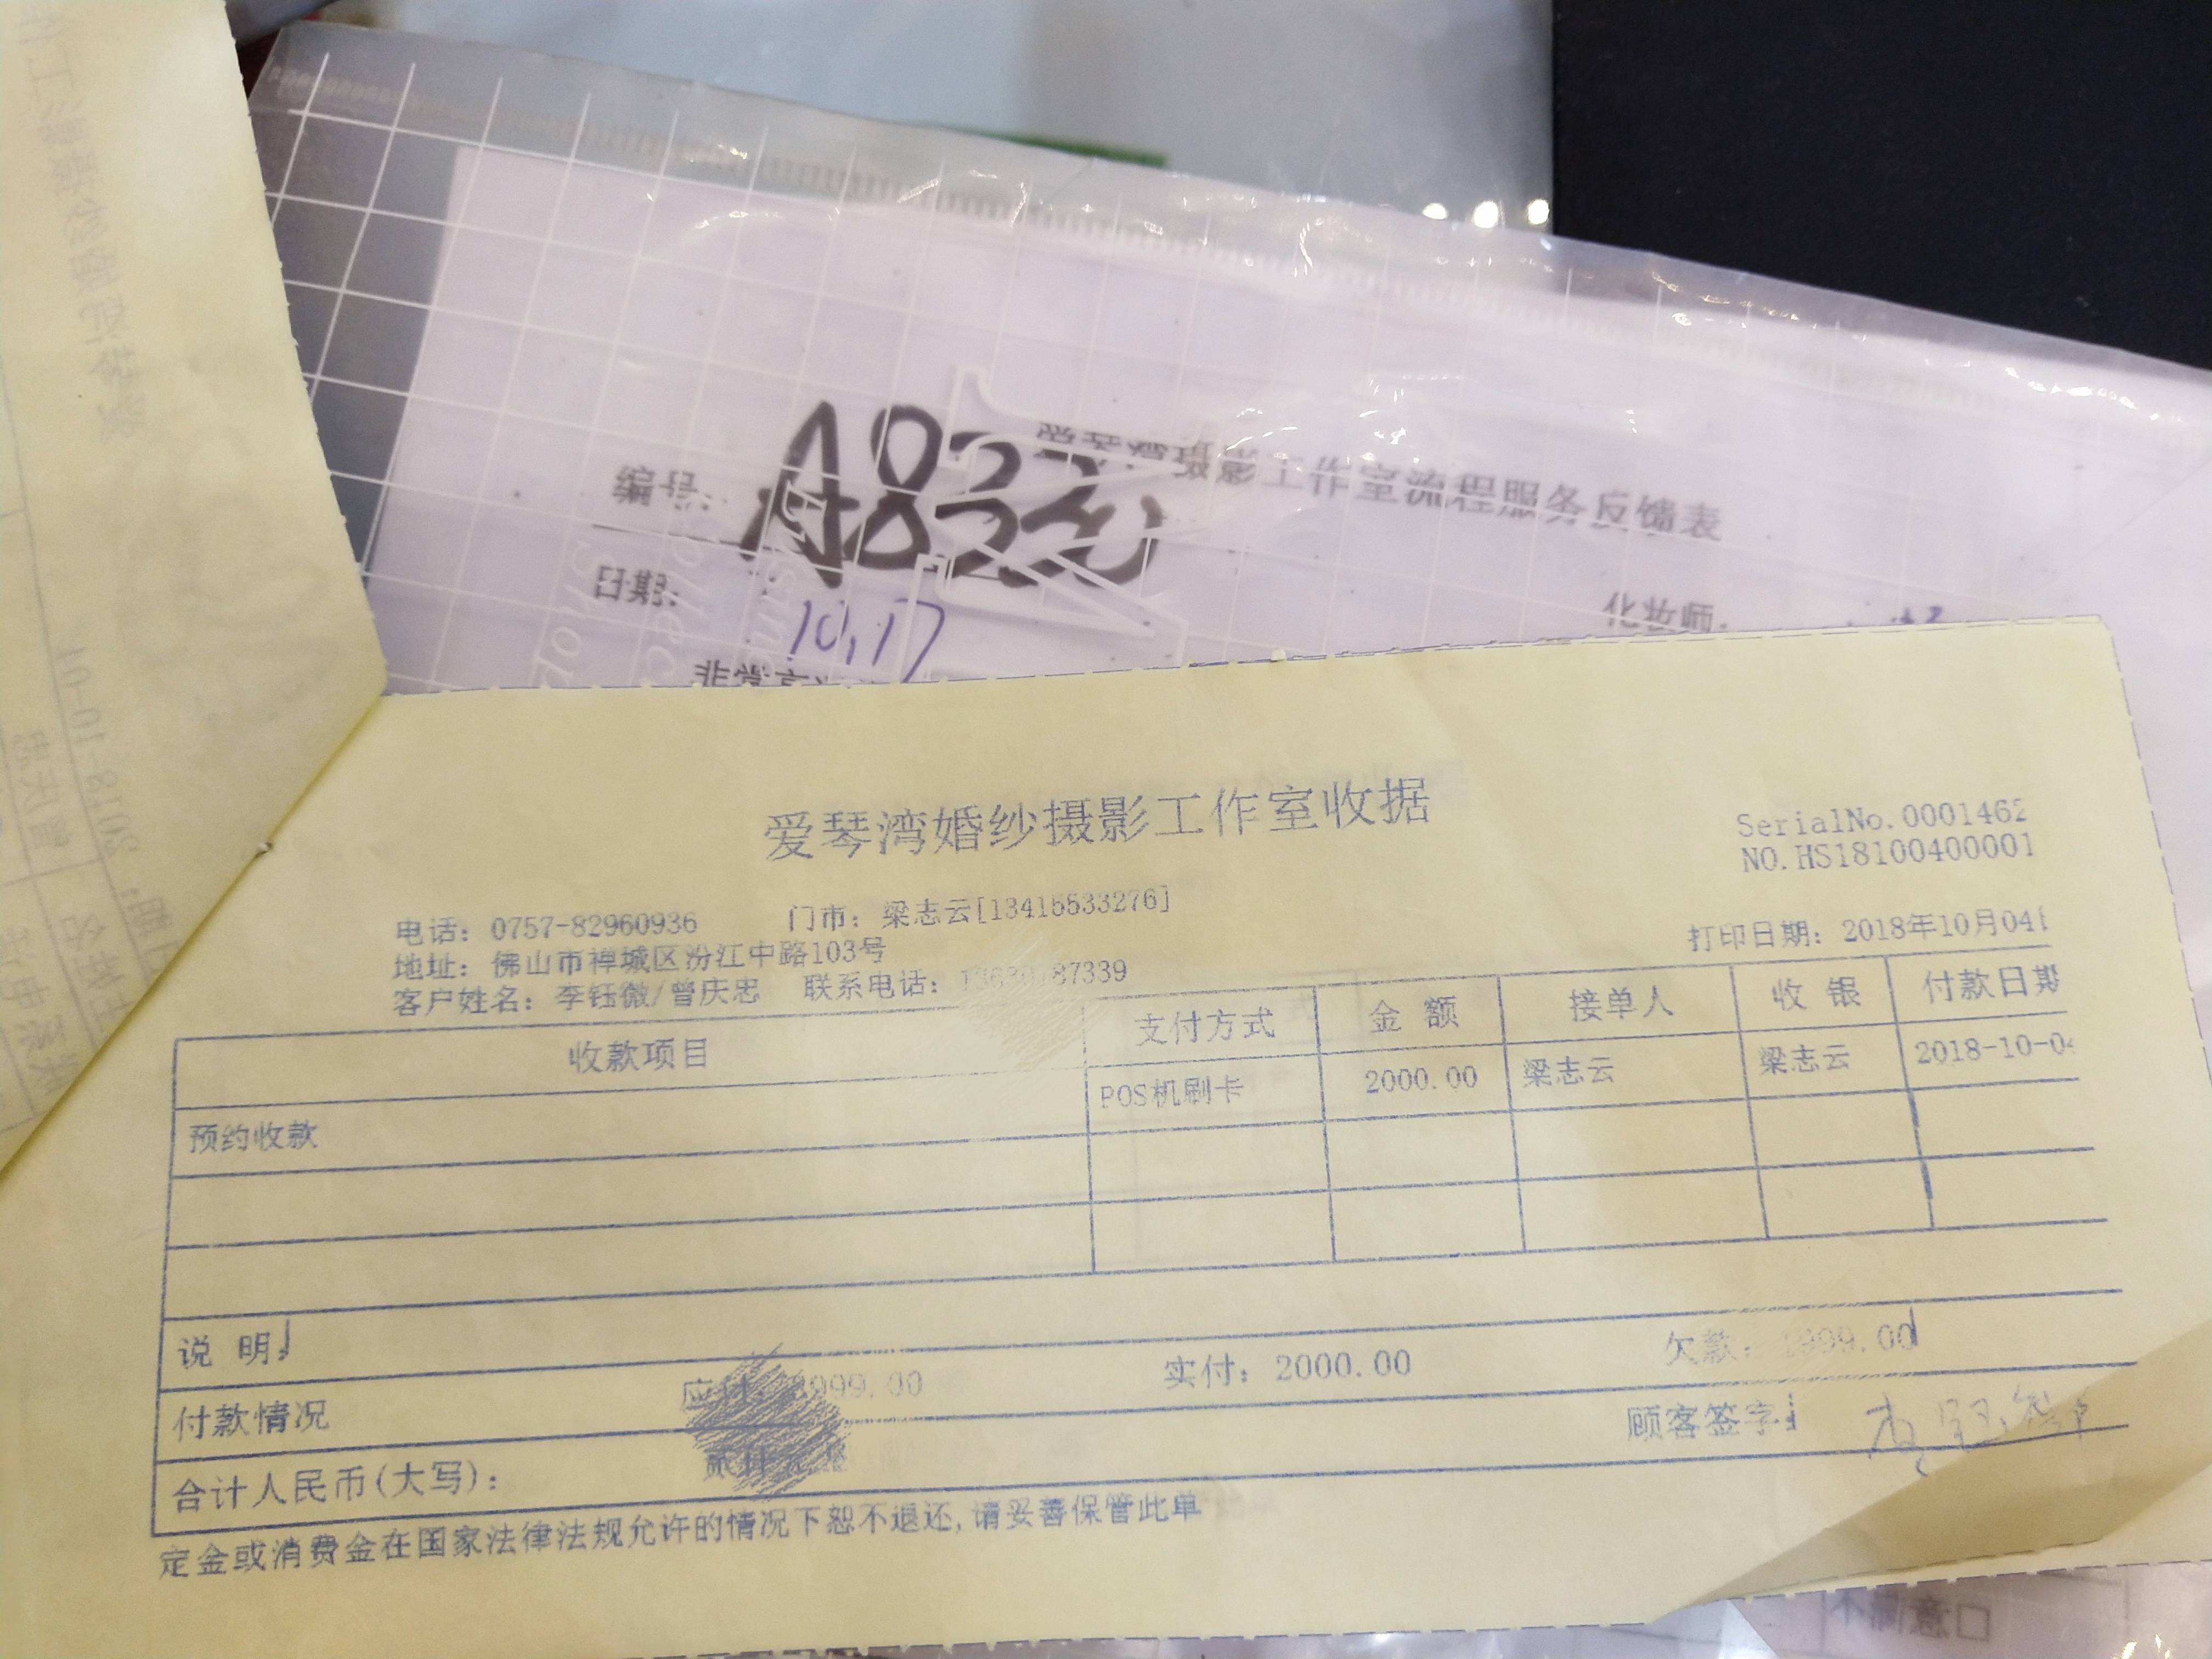 爱琴湾摄影工作室流程服务反馈表
编号:
日期: 10.17
化妆师:
爱琴湾婚纱摄影工作室收据
SerialNo.0001462
NO.HS18100400001
电话: 0757-82960936 门市: 梁志云[13415533276]
地址: 佛山市禅城区汾江中路103号
打印日期: 2018年10月04
客户姓名: 李钰微/曾庆忠 联系电话:
收款项目 支付方式 金 额 接单人 收 银 付款日期
预约收款 POS机刷卡 2000.00 梁志云 梁志云 2018-10-04
说 明:
付款情况 实付: 2000.00 欠款:
合计人民币(大写): 顾客签字:
定金或消费金在国家法律法规允许的情况下恕不退还,请妥善保管此单
不满意□